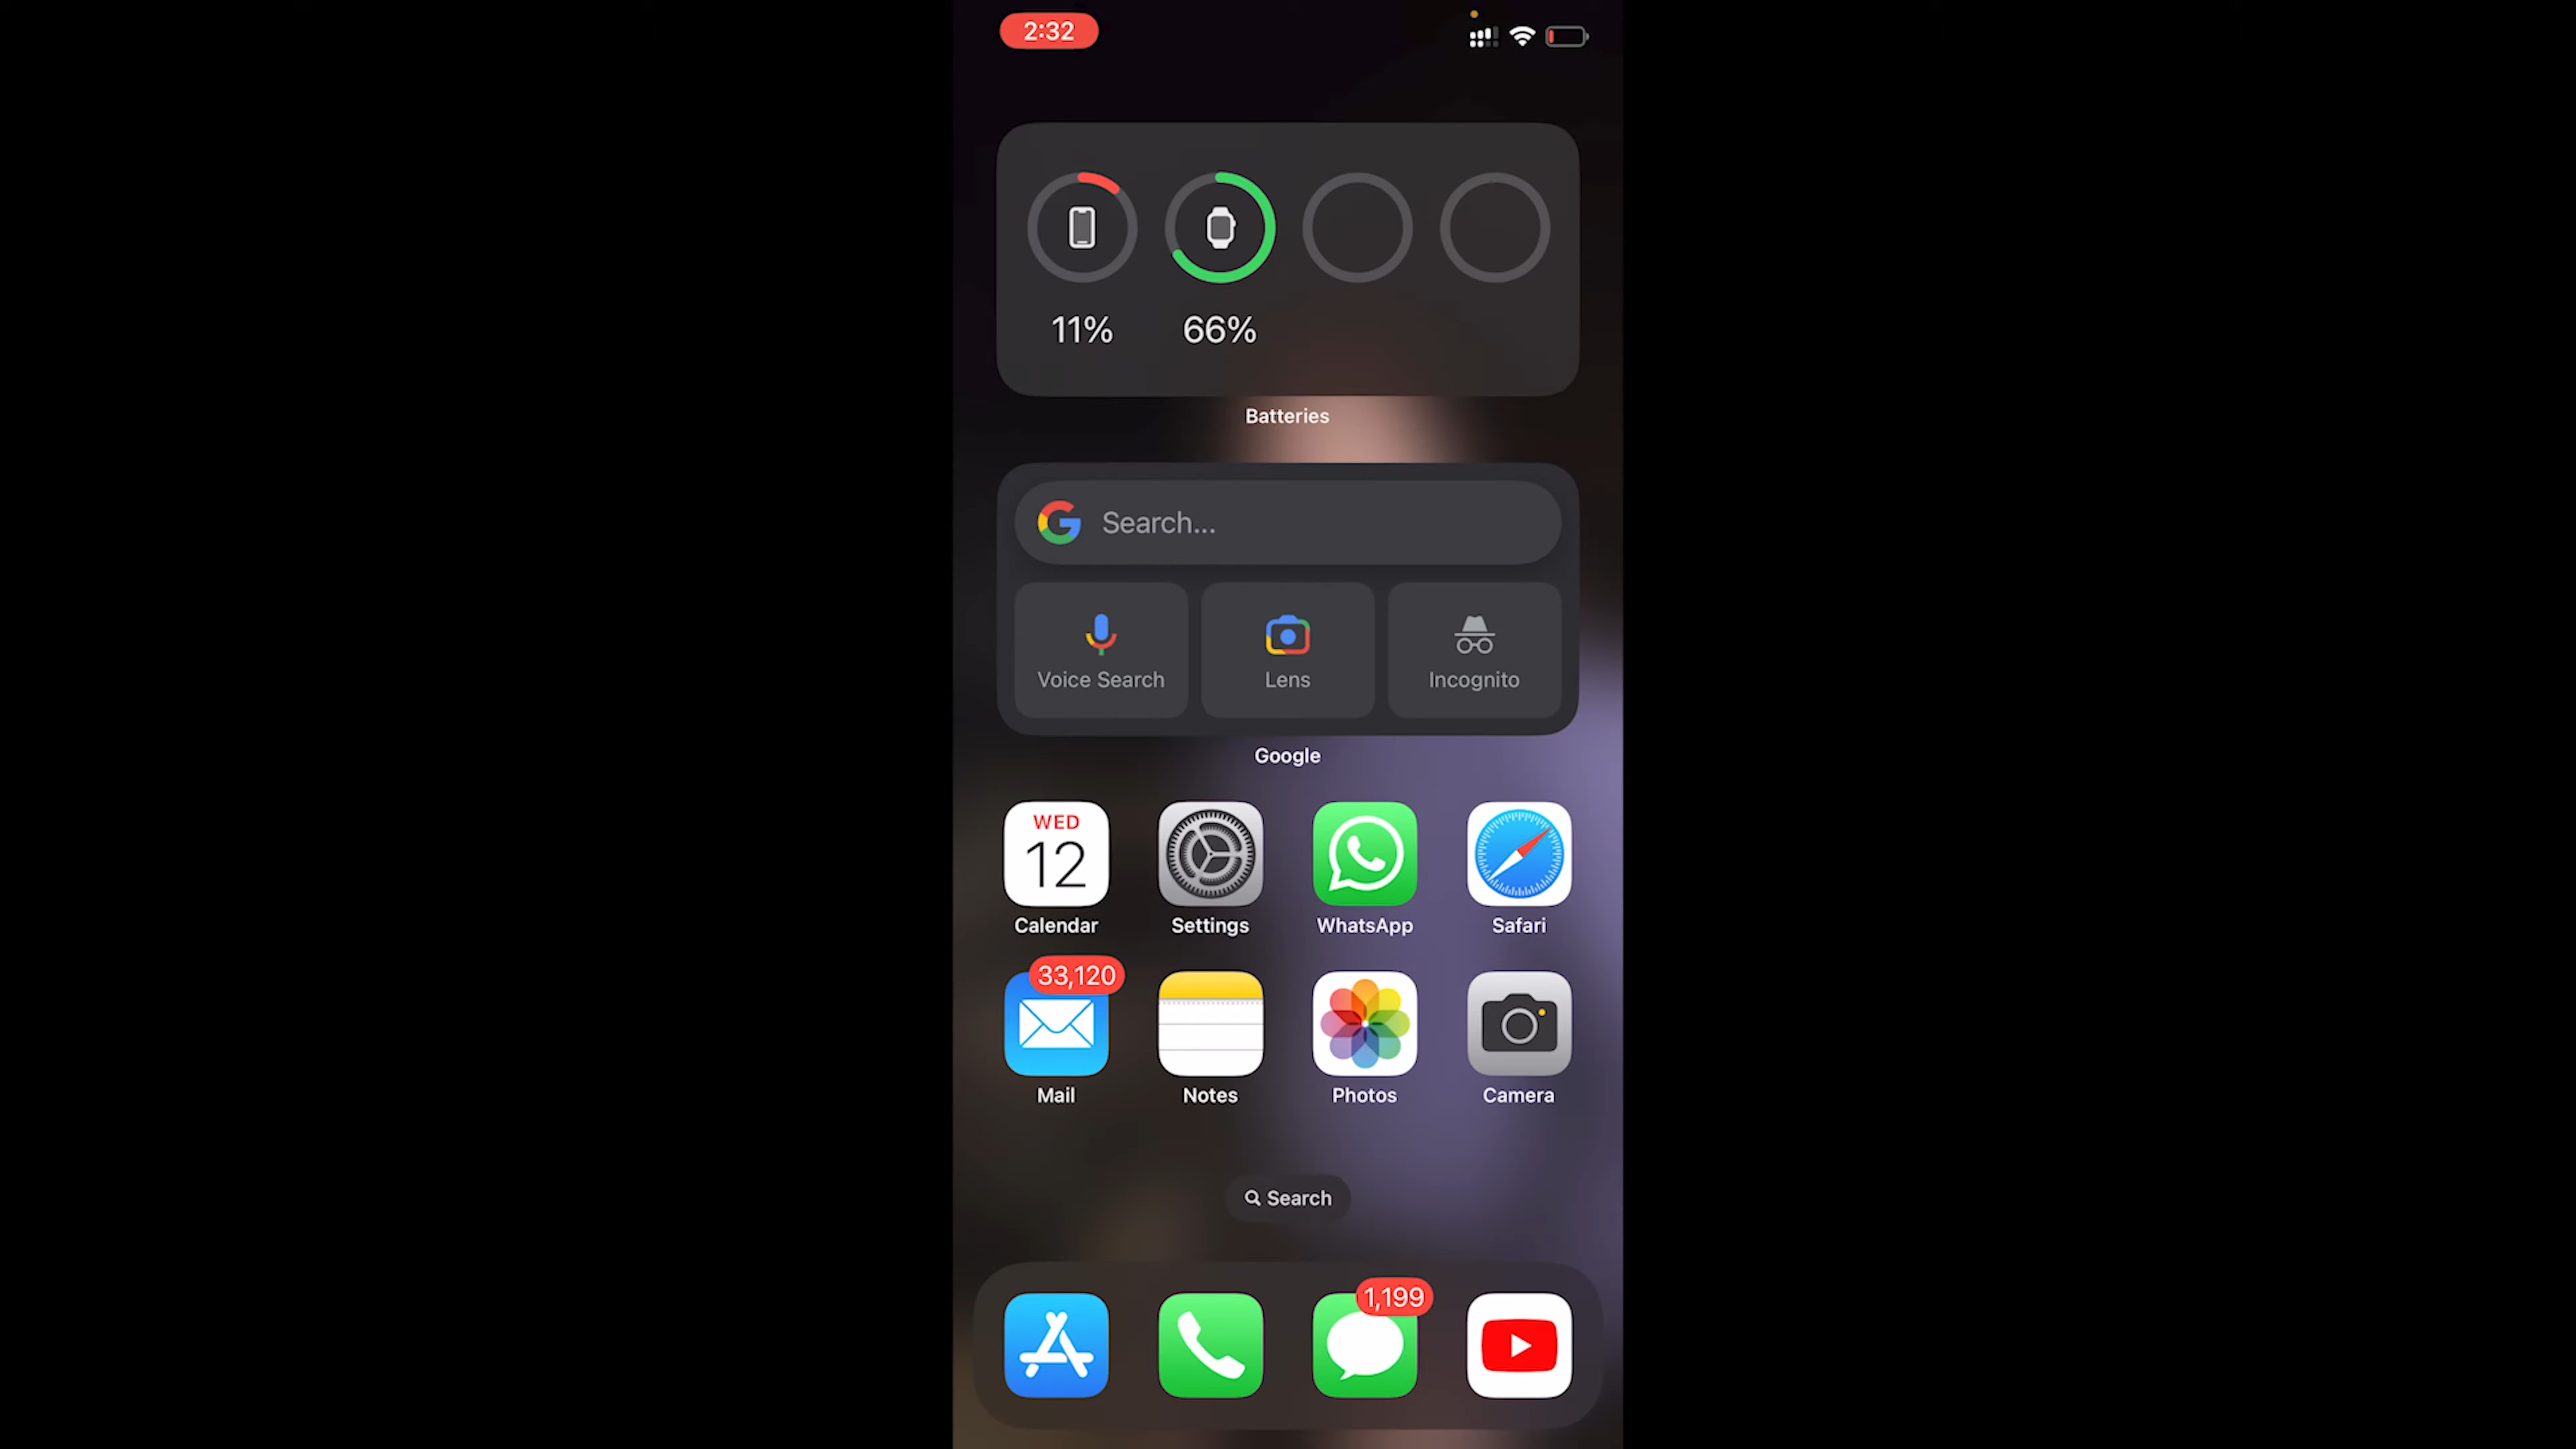 2:32
11% 66%
Batteries
Search...
Voice Search Lens Incognito
Google
WED
12
Calendar Settings WhatsApp Safari
33,120
Mail Notes Photos Camera
Search
1,199